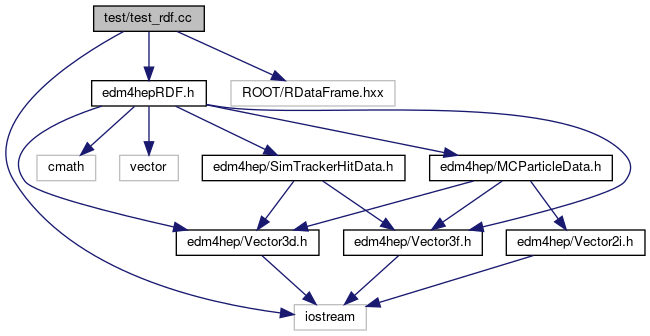 test/test_rdf.cc
edm4hepRDF.h
ROOT/RDataFrame.hxx
cmath
vector
edm4hep/SimTrackerHitData.h
edm4hep/MCParticleData.h
edm4hep/Vector3d.h
edm4hep/Vector3f.h
edm4hep/Vector2i.h
iostream